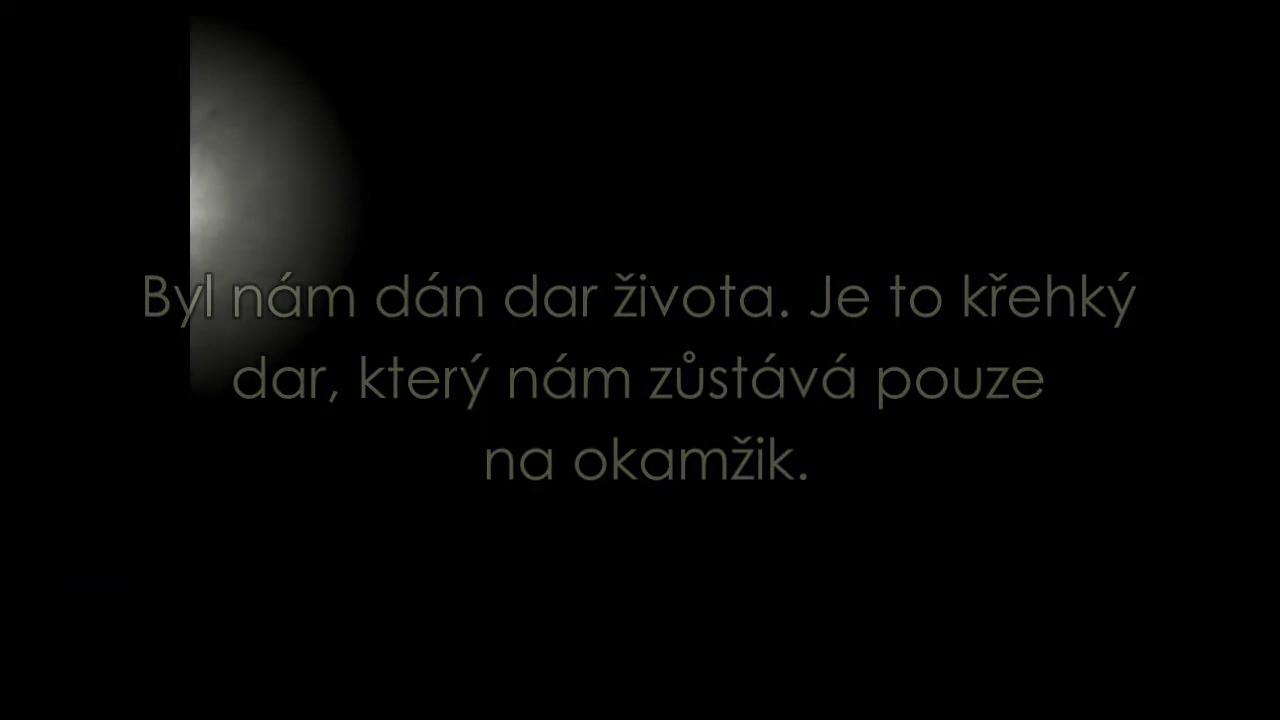 Byl nám dán dar života. Je to křehký
dar, který nám zůstává pouze
na okamžik.